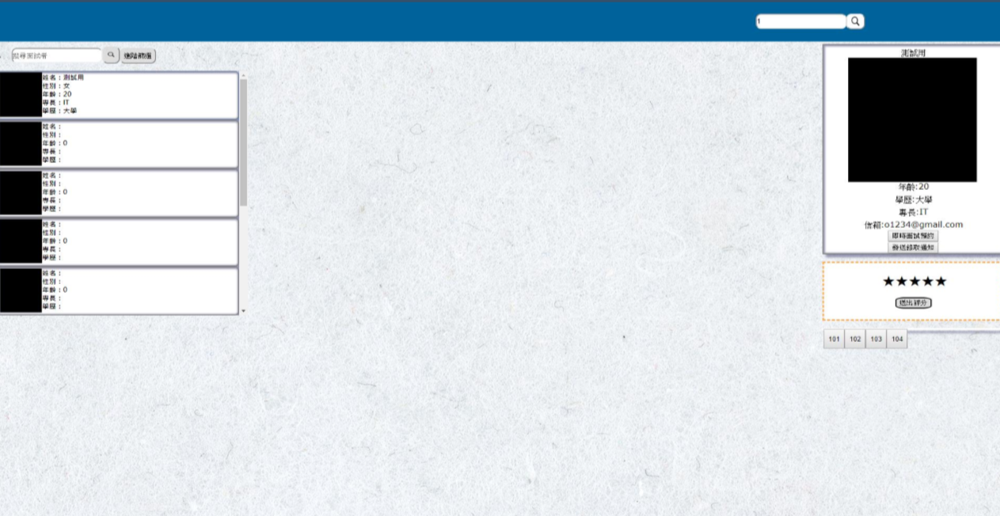 1
搜尋面試者
進階篩選
姓名：測試用
性別：女
年齡：20
專長：IT
學歷：大學
姓名：
性別：
年齡：0
專長：
學歷：
姓名：
性別：
年齡：0
專長：
學歷：
姓名：
性別：
年齡：0
專長：
學歷：
姓名：
性別：
年齡：0
專長：
學歷：
測試用
年齡:20
學歷:大學
專長:IT
信箱:o1234@gmail.com
即時面試預約
發送錄取通知
★★★★★
送出評分
101 102 103 104